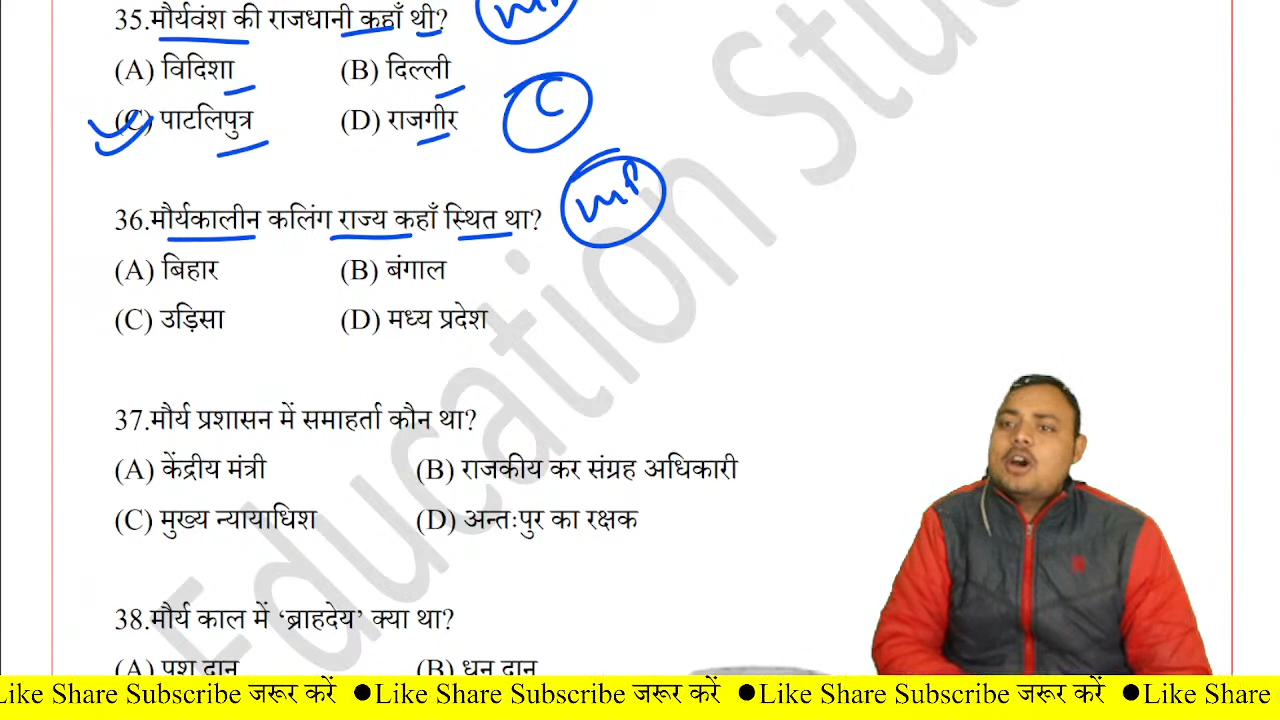 35.मौर्यवंश की राजधानी कहाँ थी?
(A) विदिशा (B) दिल्ली
(C) पाटलिपुत्र (D) राजगीर
C
36.मौर्यकालीन कलिंग राज्य कहाँ स्थित था?
(A) बिहार (B) बंगाल
(C) उड़िसा (D) मध्य प्रदेश
37.मौर्य प्रशासन में समाहर्ता कौन था?
(A) केंद्रीय मंत्री (B) राजकीय कर संग्रह अधिकारी
(C) मुख्य न्यायाधिश (D) अन्तःपुर का रक्षक
38.मौर्य काल में ‘ब्राहदेय’ क्या था?
(A) पशु दान (B) धन दान
Education
Like Share Subscribe जरूर करें ●Like Share Subscribe जरूर करें ●Like Share Subscribe जरूर करें ●Like Share